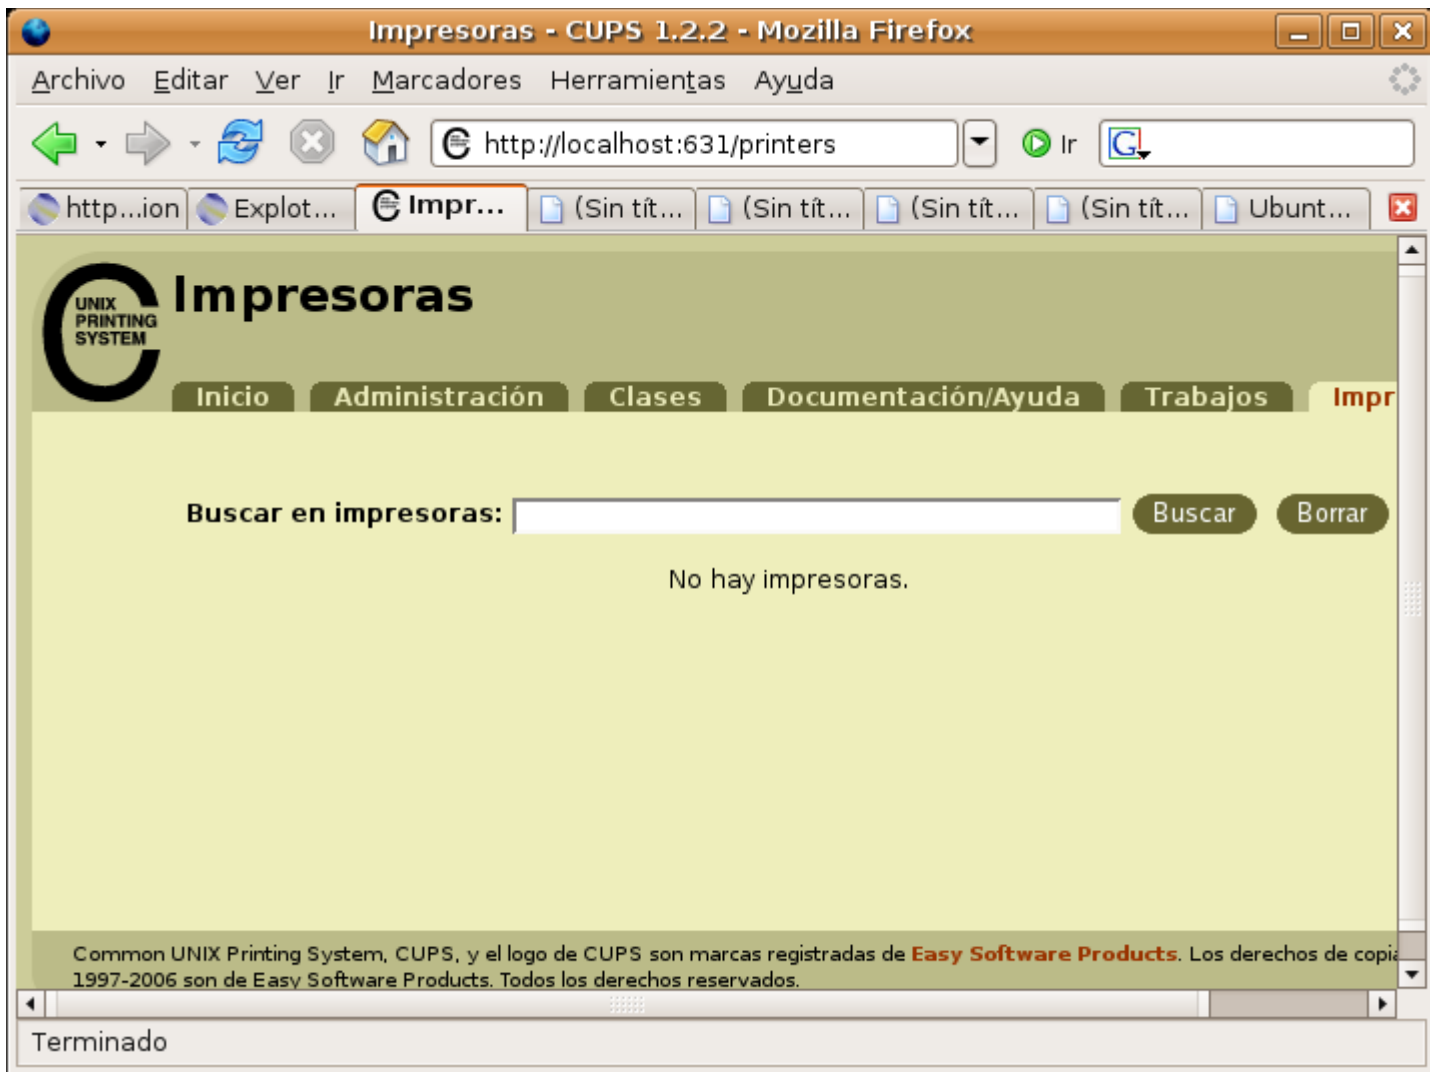 Impresoras - CUPS 1.2.2 - Mozilla Firefox
Archivo Editar Ver Ir Marcadores Herramientas Ayuda
http://localhost:631/printers Ir G
http...ion Explot... Impr... (Sin tít... (Sin tít... (Sin tít... (Sin tít... Ubunt...
UNIX
PRINTING
SYSTEM
Impresoras
Inicio Administración Clases Documentación/Ayuda Trabajos Impr
Buscar en impresoras: Buscar Borrar
No hay impresoras.
Common UNIX Printing System, CUPS, y el logo de CUPS son marcas registradas de Easy Software Products. Los derechos de copia
1997-2006 son de Easy Software Products. Todos los derechos reservados.
Terminado